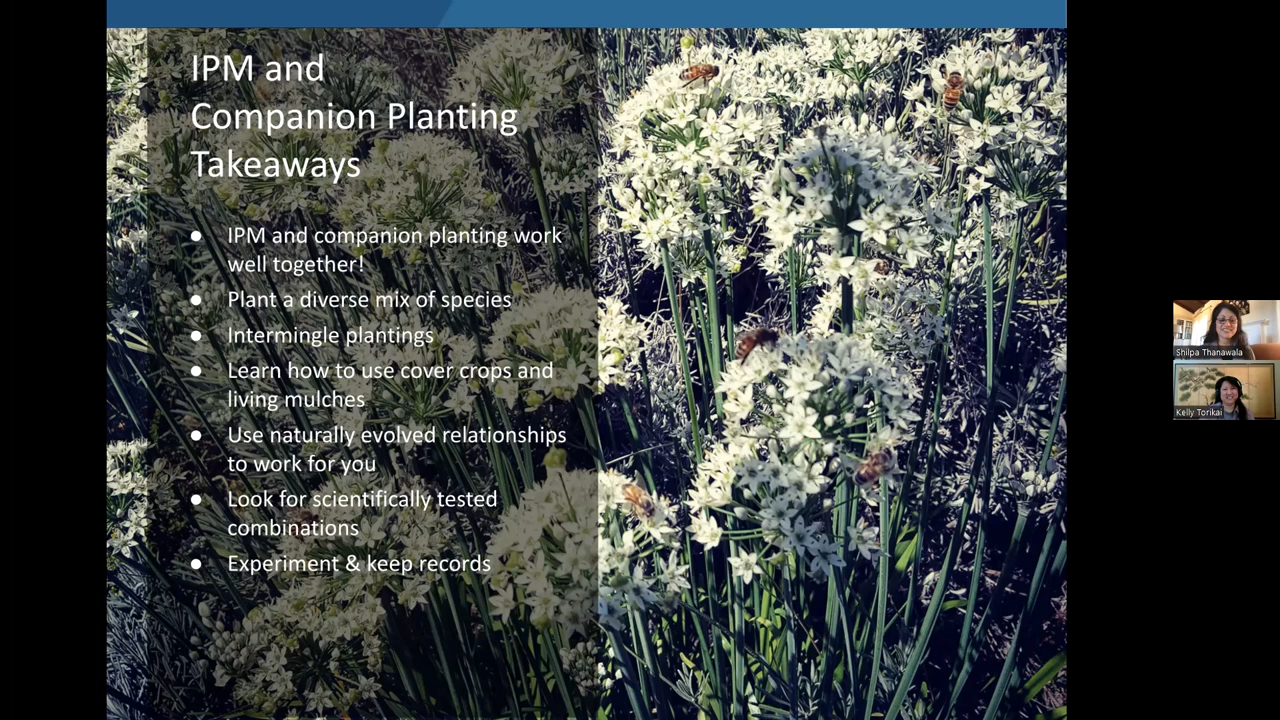 IPM and
Companion Planting
Takeaways
● IPM and companion planting work
well together!
● Plant a diverse mix of species
● Intermingle plantings
● Learn how to use cover crops and
living mulches
● Use naturally evolved relationships
to work for you
● Look for scientifically tested
combinations
● Experiment & keep records
Shilpa Thanawala
Kelly Torikai